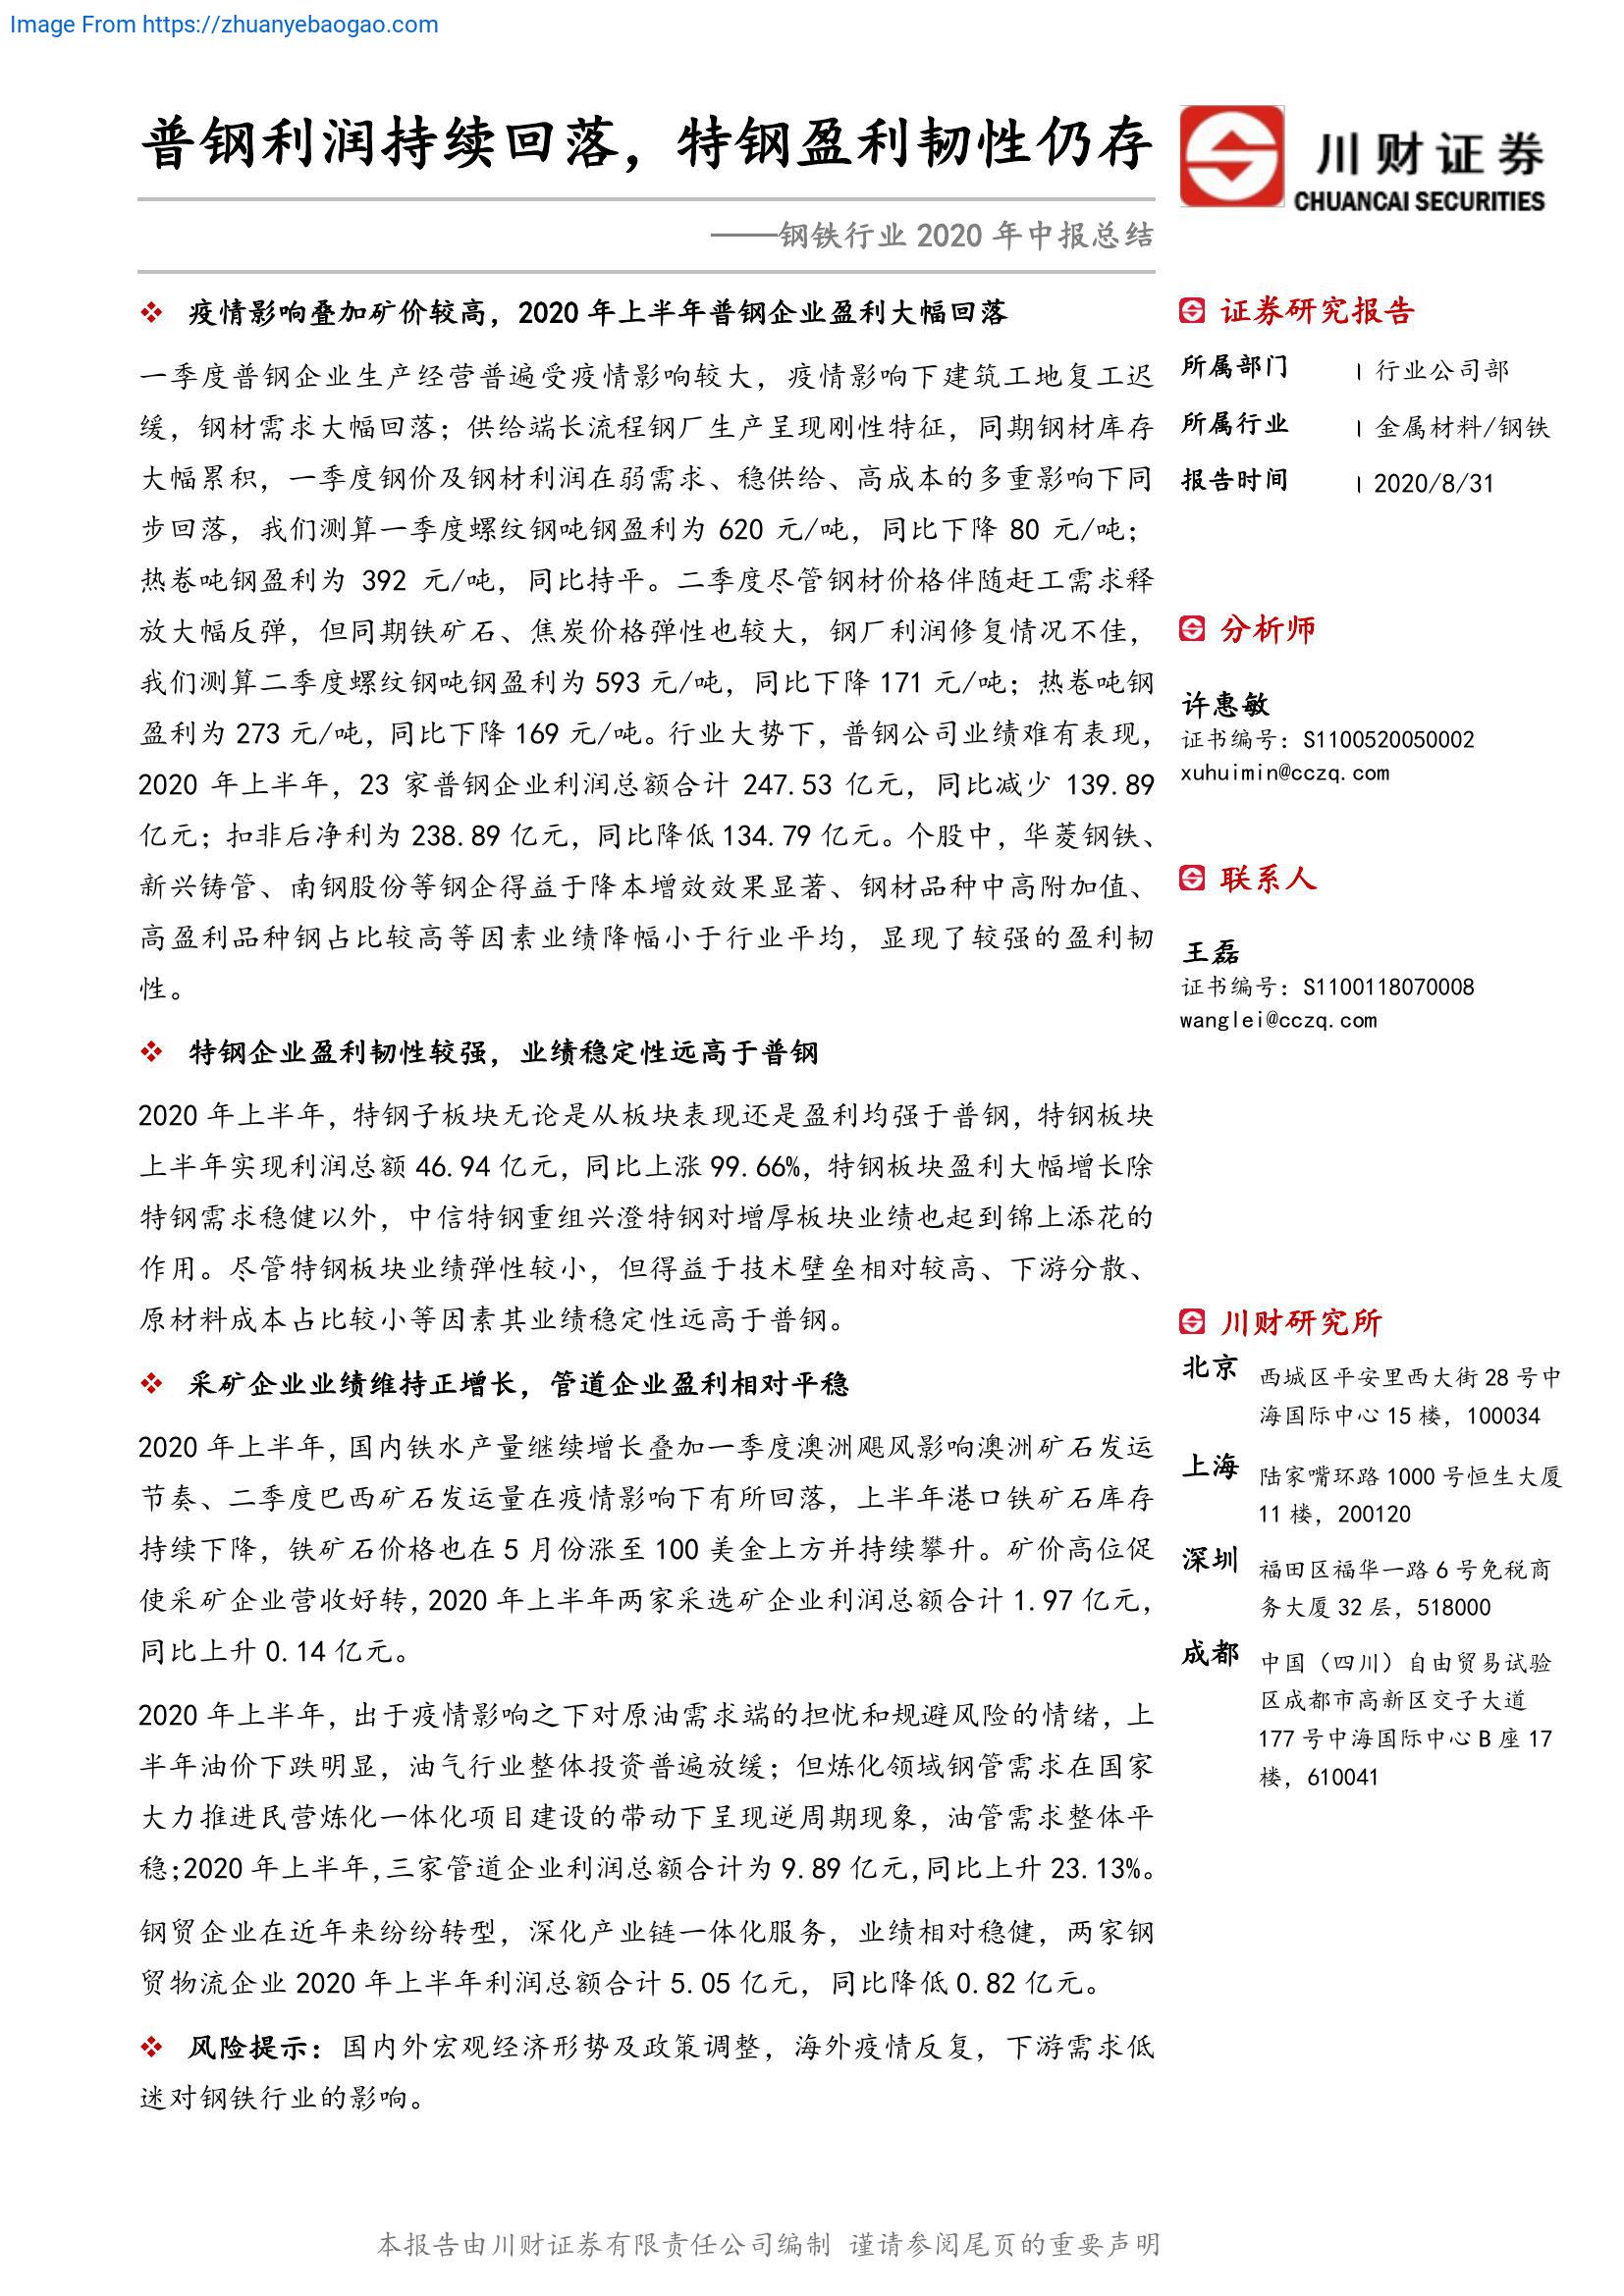 Image From https://zhuanyebaogao.com
普钢利润持续回落，特钢盈利韧性仍存
川财证券
CHUANCAI SECURITIES
——钢铁行业 2020 年中报总结
❖ 疫情影响叠加矿价较高，2020 年上半年普钢企业盈利大幅回落
一季度普钢企业生产经营普遍受疫情影响较大，疫情影响下建筑工地复工迟
缓，钢材需求大幅回落；供给端长流程钢厂生产呈现刚性特征，同期钢材库存
大幅累积，一季度钢价及钢材利润在弱需求、稳供给、高成本的多重影响下同
步回落，我们测算一季度螺纹钢吨钢盈利为 620 元/吨，同比下降 80 元/吨；
热卷吨钢盈利为 392 元/吨，同比持平。二季度尽管钢材价格伴随赶工需求释
放大幅反弹，但同期铁矿石、焦炭价格弹性也较大，钢厂利润修复情况不佳，
我们测算二季度螺纹钢吨钢盈利为 593 元/吨，同比下降 171 元/吨；热卷吨钢
盈利为 273 元/吨，同比下降 169 元/吨。行业大势下，普钢公司业绩难有表现，
2020 年上半年，23 家普钢企业利润总额合计 247.53 亿元，同比减少 139.89
亿元；扣非后净利为 238.89 亿元，同比降低 134.79 亿元。个股中，华菱钢铁、
新兴铸管、南钢股份等钢企得益于降本增效效果显著、钢材品种中高附加值、
高盈利品种钢占比较高等因素业绩降幅小于行业平均，显现了较强的盈利韧
性。
❖ 特钢企业盈利韧性较强，业绩稳定性远高于普钢
2020 年上半年，特钢子板块无论是从板块表现还是盈利均强于普钢，特钢板块
上半年实现利润总额 46.94 亿元，同比上涨 99.66%，特钢板块盈利大幅增长除
特钢需求稳健以外，中信特钢重组兴澄特钢对增厚板块业绩也起到锦上添花的
作用。尽管特钢板块业绩弹性较小，但得益于技术壁垒相对较高、下游分散、
原材料成本占比较小等因素其业绩稳定性远高于普钢。
❖ 采矿企业业绩维持正增长，管道企业盈利相对平稳
2020 年上半年，国内铁水产量继续增长叠加一季度澳洲飓风影响澳洲矿石发运
节奏、二季度巴西矿石发运量在疫情影响下有所回落，上半年港口铁矿石库存
持续下降，铁矿石价格也在 5 月份涨至 100 美金上方并持续攀升。矿价高位促
使采矿企业营收好转，2020 年上半年两家采选矿企业利润总额合计 1.97 亿元，
同比上升 0.14 亿元。
2020 年上半年，出于疫情影响之下对原油需求端的担忧和规避风险的情绪，上
半年油价下跌明显，油气行业整体投资普遍放缓；但炼化领域钢管需求在国家
大力推进民营炼化一体化项目建设的带动下呈现逆周期现象，油管需求整体平
稳；2020 年上半年，三家管道企业利润总额合计为 9.89 亿元，同比上升 23.13%。
钢贸企业在近年来纷纷转型，深化产业链一体化服务，业绩相对稳健，两家钢
贸物流企业 2020 年上半年利润总额合计 5.05 亿元，同比降低 0.82 亿元。
❖ 风险提示：国内外宏观经济形势及政策调整，海外疫情反复，下游需求低
迷对钢铁行业的影响。
证券研究报告
所属部门 | 行业公司部
所属行业 | 金属材料/钢铁
报告时间 | 2020/8/31
分析师
许惠敏
证书编号：S1100520050002
xuhuimin@cczq.com
联系人
王磊
证书编号：S1100118070008
wanglei@cczq.com
川财研究所
北京 西城区平安里西大街 28 号中
海国际中心 15 楼，100034
上海 陆家嘴环路 1000 号恒生大厦
11 楼，200120
深圳 福田区福华一路 6 号免税商
务大厦 32 层，518000
成都 中国（四川）自由贸易试验
区成都市高新区交子大道
177 号中海国际中心 B 座 17
楼，610041
本报告由川财证券有限责任公司编制 谨请参阅尾页的重要声明